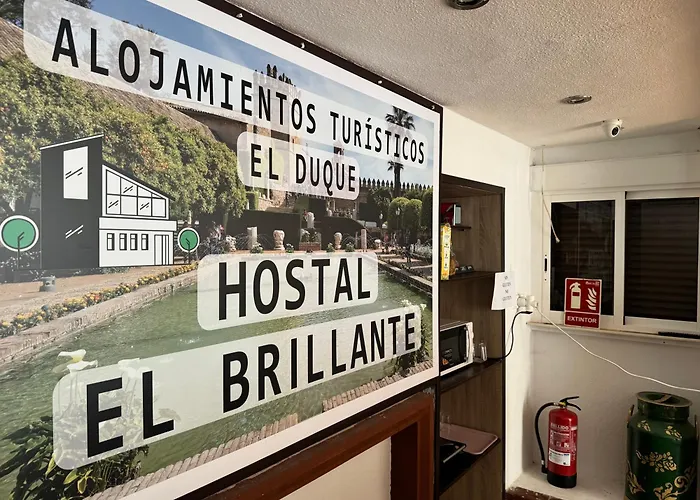 ALOJAMIENTOS TURÍSTICOS
EL DUQUE
HOSTAL
EL BRILLANTE
EXTINTOR